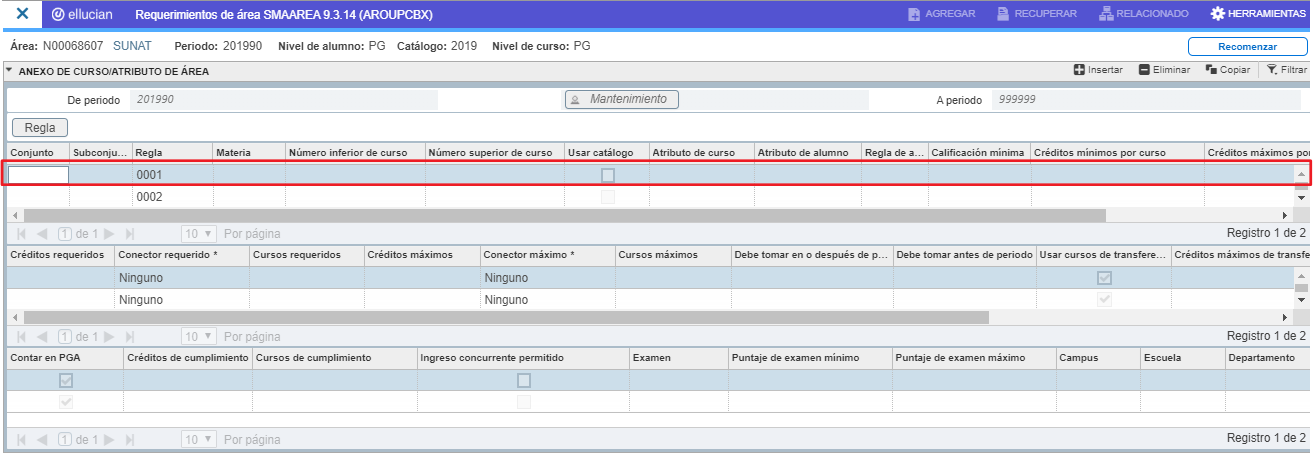 ellucian Requerimientos de área SMAAREA 9.3.14 (AROUPCBX) AGREGAR RECUPERAR RELACIONADO HERRAMIENTAS
Área: N00068607 SUNAT Periodo: 201990 Nivel de alumno: PG Catálogo: 2019 Nivel de curso: PG Recomenzar
ANEXO DE CURSO/ATRIBUTO DE ÁREA Insertar Eliminar Copiar Filtrar
De periodo 201990 Mantenimiento A periodo 999999
Regla
Conjunto Subconju... Regla Materia Número inferior de curso Número superior de curso Usar catálogo Atributo de curso Atributo de alumno Regla de a... Calificación mínima Créditos mínimos por curso Créditos máximos por
0001
0002
1 de 1 10 Por página Registro 1 de 2
Créditos requeridos Conector requerido * Cursos requeridos Créditos máximos Conector máximo * Cursos máximos Debe tomar en o después de p... Debe tomar antes de periodo Usar cursos de transfere... Créditos máximos de transfe
Ninguno Ninguno
Ninguno Ninguno
1 de 1 10 Por página Registro 1 de 2
Contar en PGA Créditos de cumplimiento Cursos de cumplimiento Ingreso concurrente permitido Examen Puntaje de examen mínimo Puntaje de examen máximo Campus Escuela Departamento
1 de 1 10 Por página Registro 1 de 2